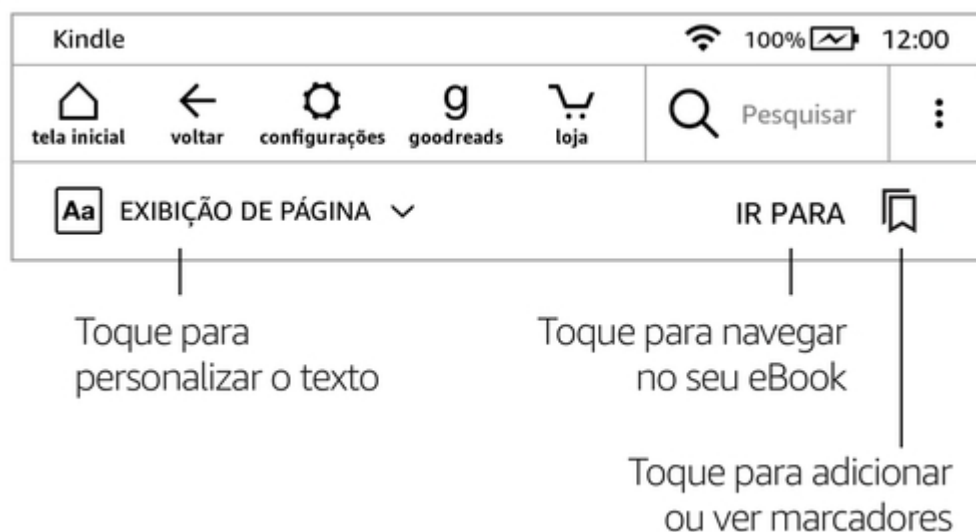 Kindle 100% 12:00
tela inicial voltar configurações goodreads loja Pesquisar
Aa EXIBIÇÃO DE PÁGINA IR PARA
Toque para
personalizar o texto
Toque para navegar
no seu eBook
Toque para adicionar
ou ver marcadores